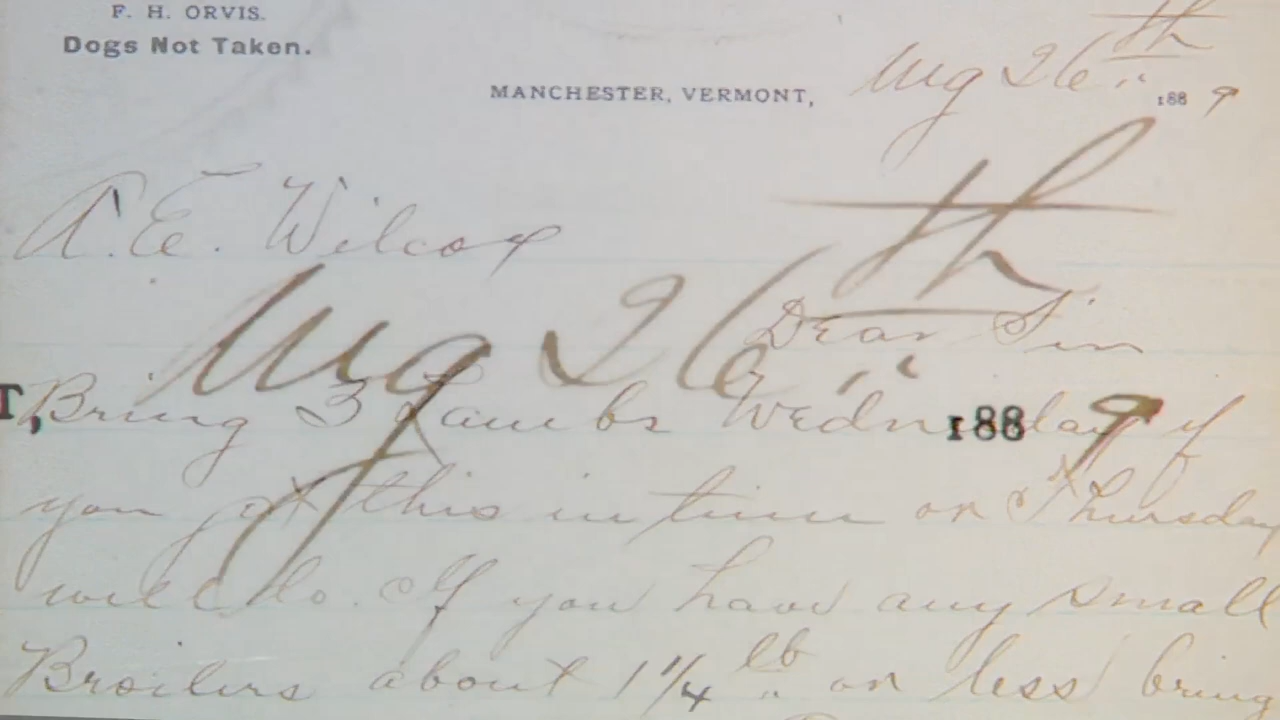 F. H. ORVIS.
Dogs Not Taken.
MANCHESTER, VERMONT, Aug 26th 1889
A. E. Wilcox
Aug 26th
Dear Sir
T, 1889
Bring 3 Lambs Wednesday if
you get this in time or Thursday
will do. If you have any small
Broilers about 1 1/4 lb or less bring